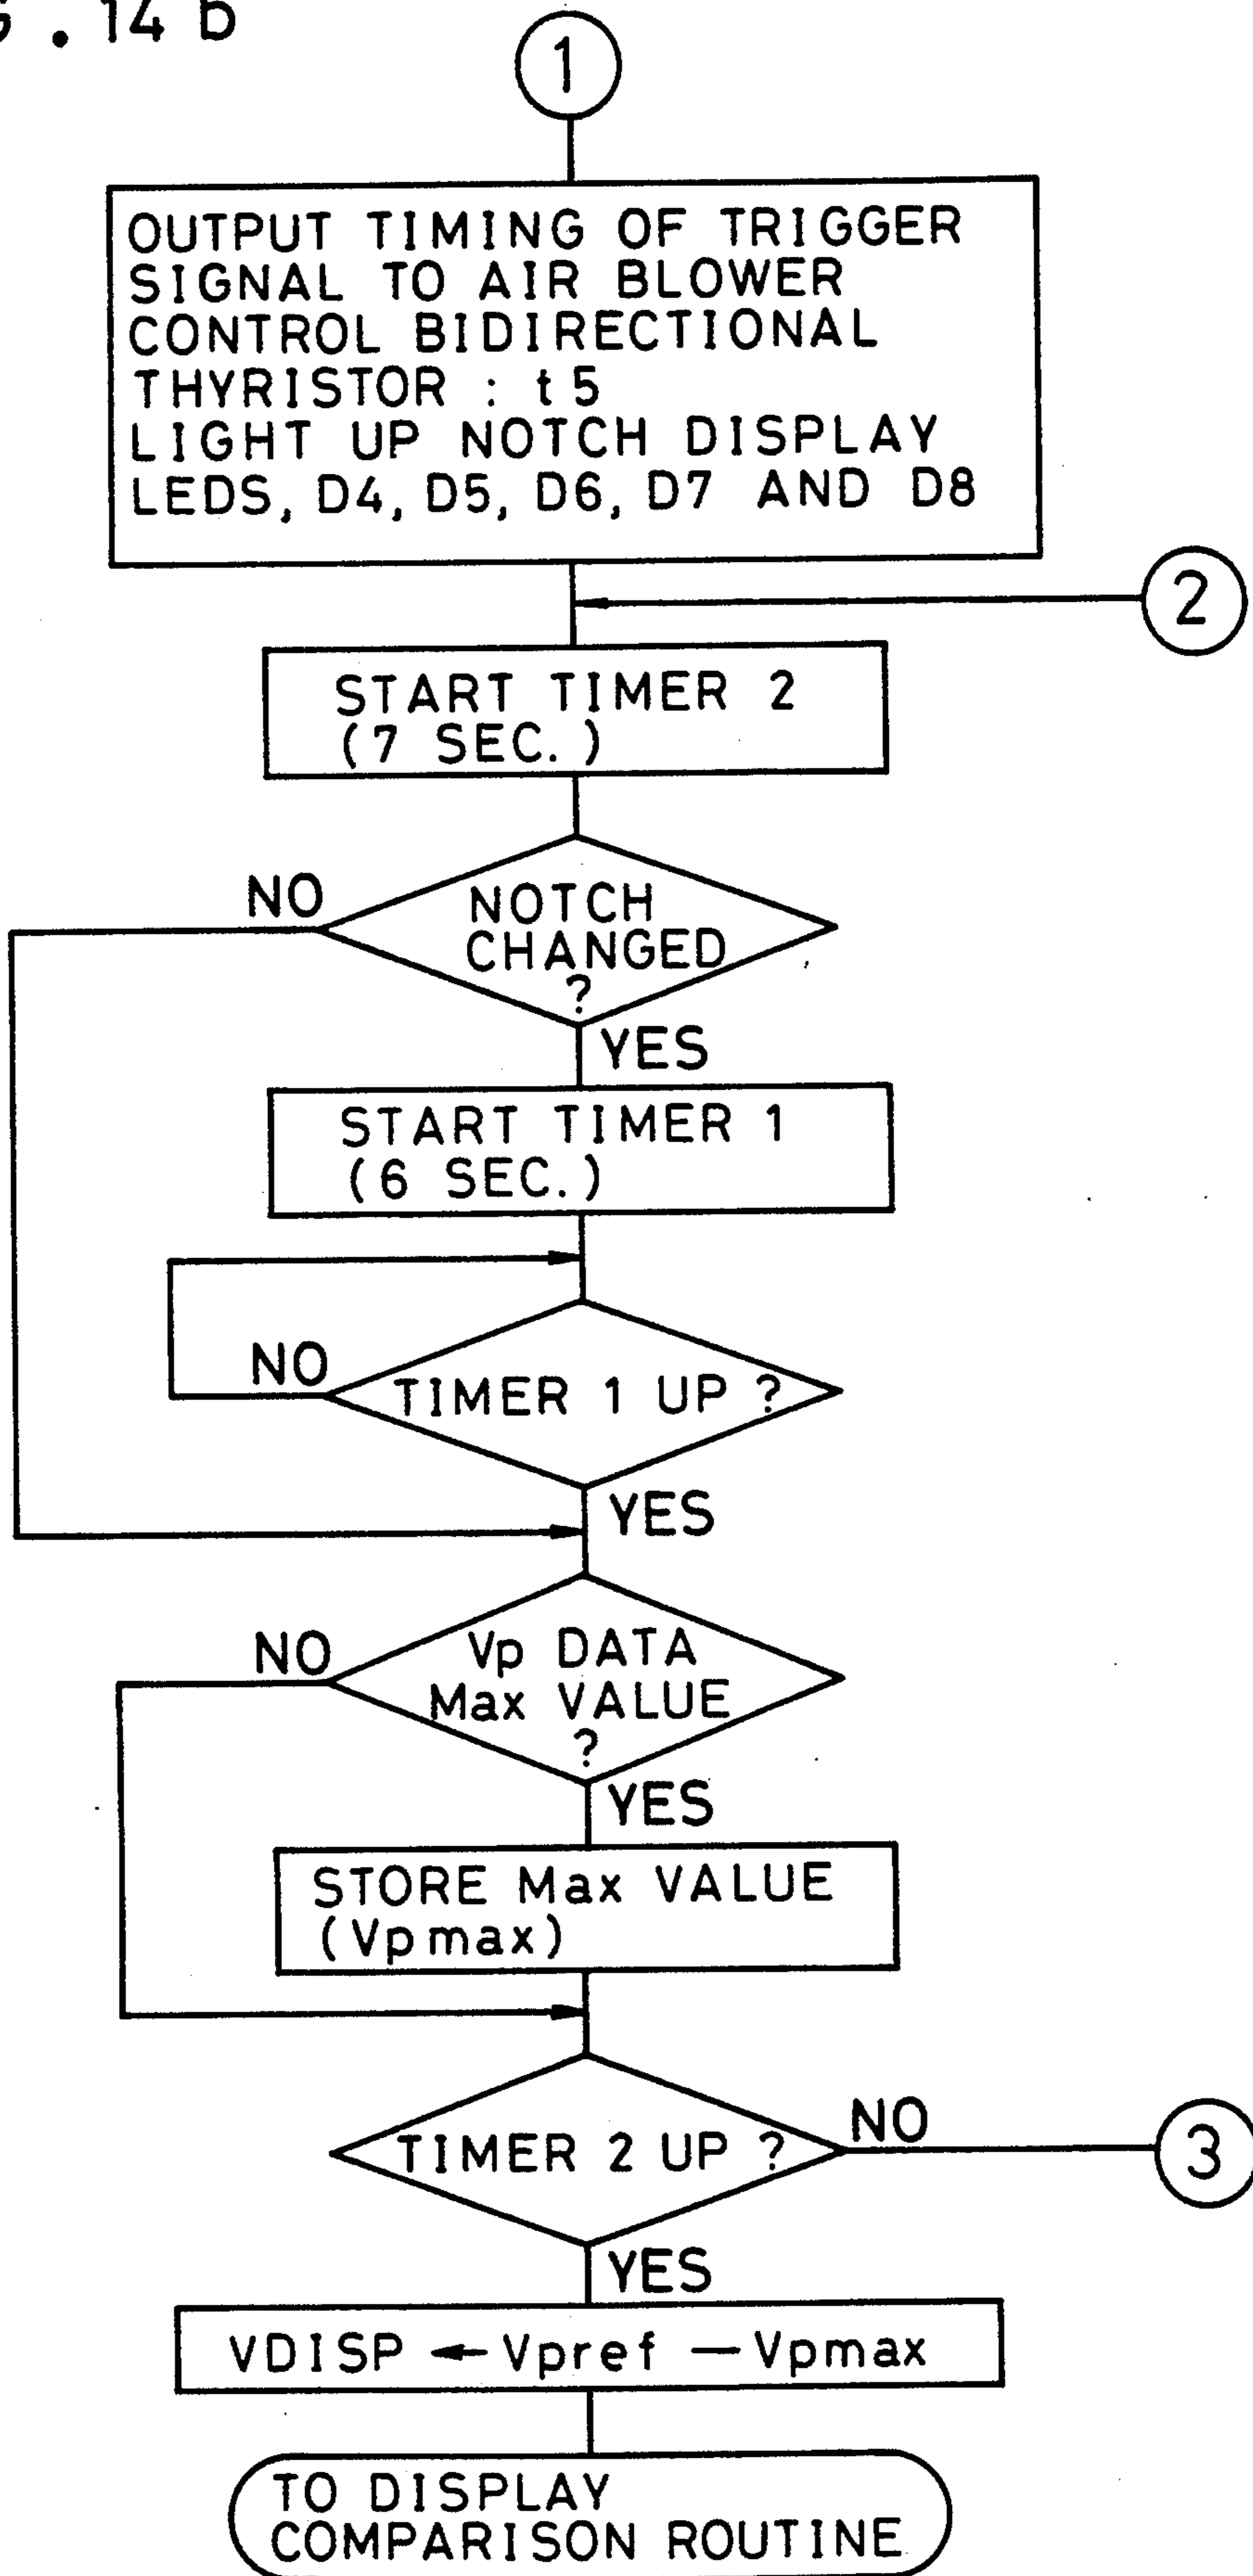 G.14 b
1
OUTPUT TIMING OF TRIGGER
SIGNAL TO AIR BLOWER
CONTROL BIDIRECTIONAL
THYRISTOR : t5
LIGHT UP NOTCH DISPLAY
LEDS, D4, D5, D6, D7 AND D8
2
START TIMER 2
(7 SEC.)
NO
NOTCH
CHANGED
?
YES
START TIMER 1
(6 SEC.)
NO
TIMER 1 UP ?
YES
NO
Vp DATA
Max VALUE
?
YES
STORE Max VALUE
(Vpmax)
TIMER 2 UP ?
NO
3
YES
VDISP ← Vpref — Vpmax
TO DISPLAY
COMPARISON ROUTINE